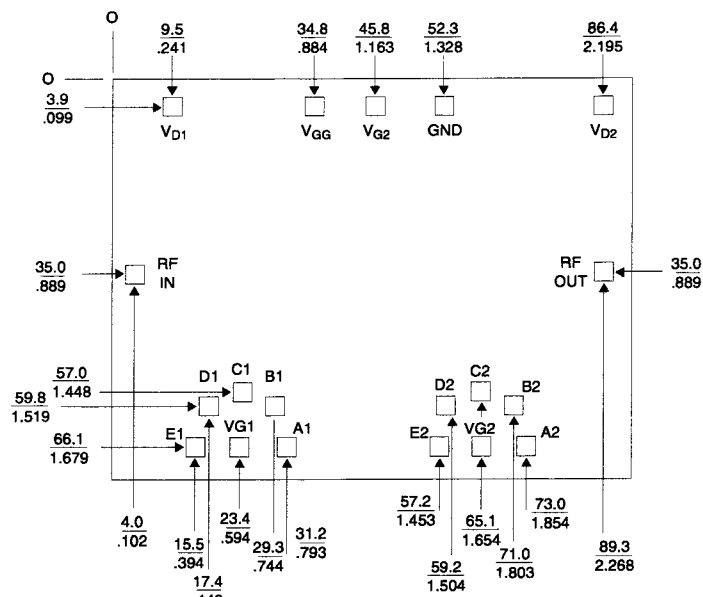 O
9.5 34.8 45.8 52.3 86.4
.241 .884 1.163 1.328 2.195
O
3.9
.099
VD1 VGG VG2 GND VD2
35.0
.889
RF
IN
RF
OUT
35.0
.889
57.0
1.448
59.8
1.519
66.1
1.679
D1 C1 B1
E1 VG1 A1
D2 C2 B2
E2 VG2 A2
4.0
.102
15.5
.394
17.4
23.4
.594
29.3
.744
31.2
.793
57.2
1.453
59.2
1.504
65.1
1.654
71.0
1.803
73.0
1.854
89.3
2.268